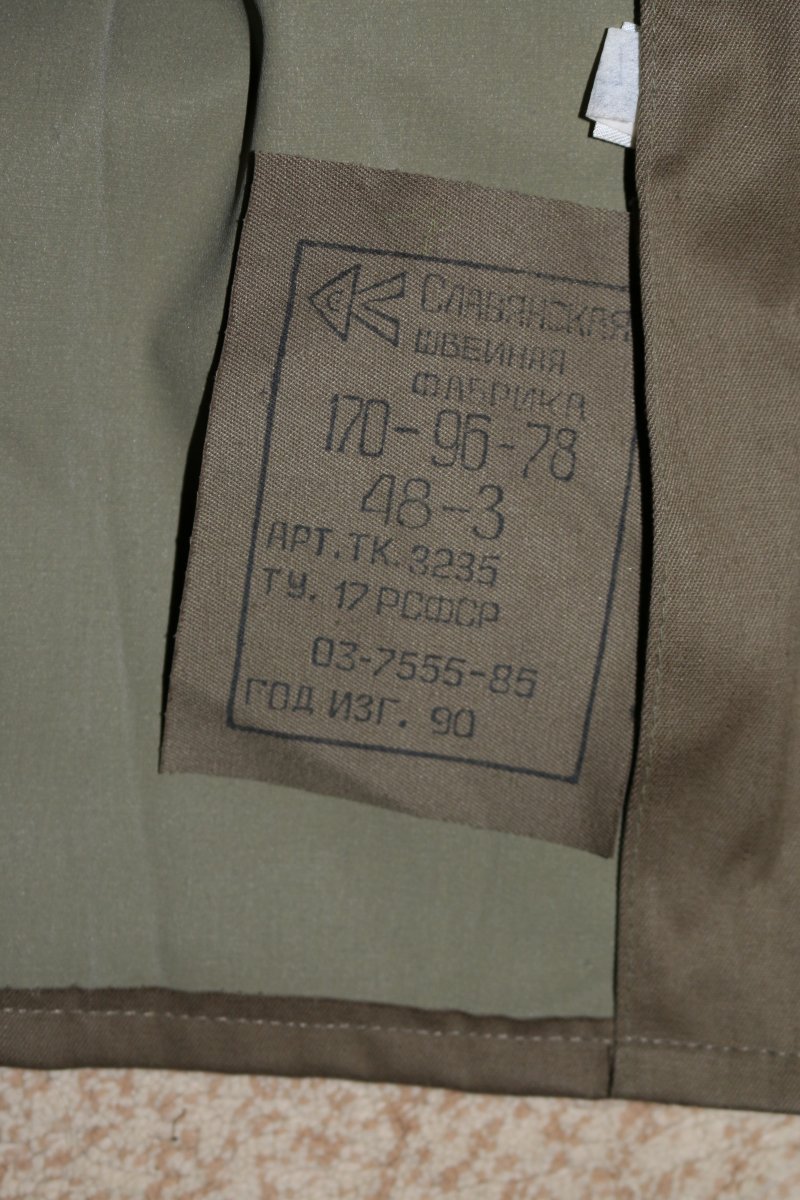 СЛАВЯНСКАЯ
ШВЕЙНАЯ
ФАБРИКА
170-96-78
48-3
АРТ. ТК. 3235
ТУ. 17 РСФСР
03-7555-85
ГОД ИЗГ. 90